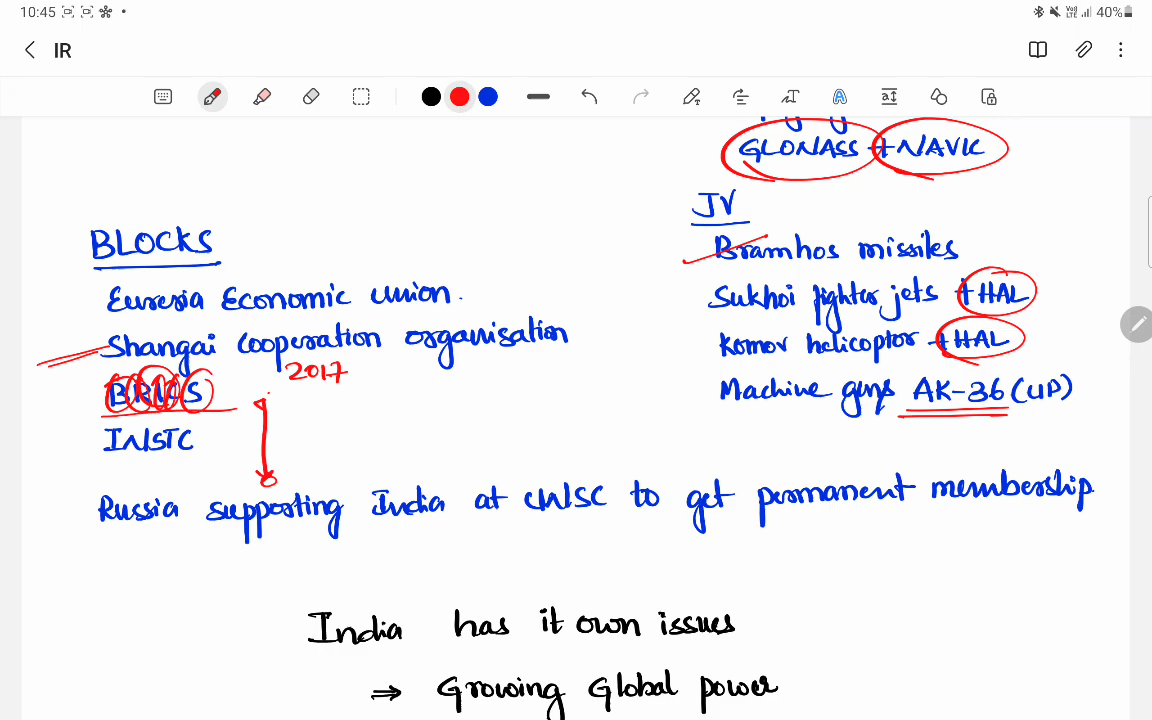 10:45
40%
IR
GLONASS + NAVIC
JV
Bramhos missiles
Sukhoi fighter jets + HAL
Komov helicoptor + HAL
Machine guns AK-36 (UP)
BLOCKS
Euresia Economic Union.
Shangai cooperation organisation
2017
BRICS
INSTC
Russia supporting India at UNSC to get permanent membership
India has it own issues
⇒ Growing Global power